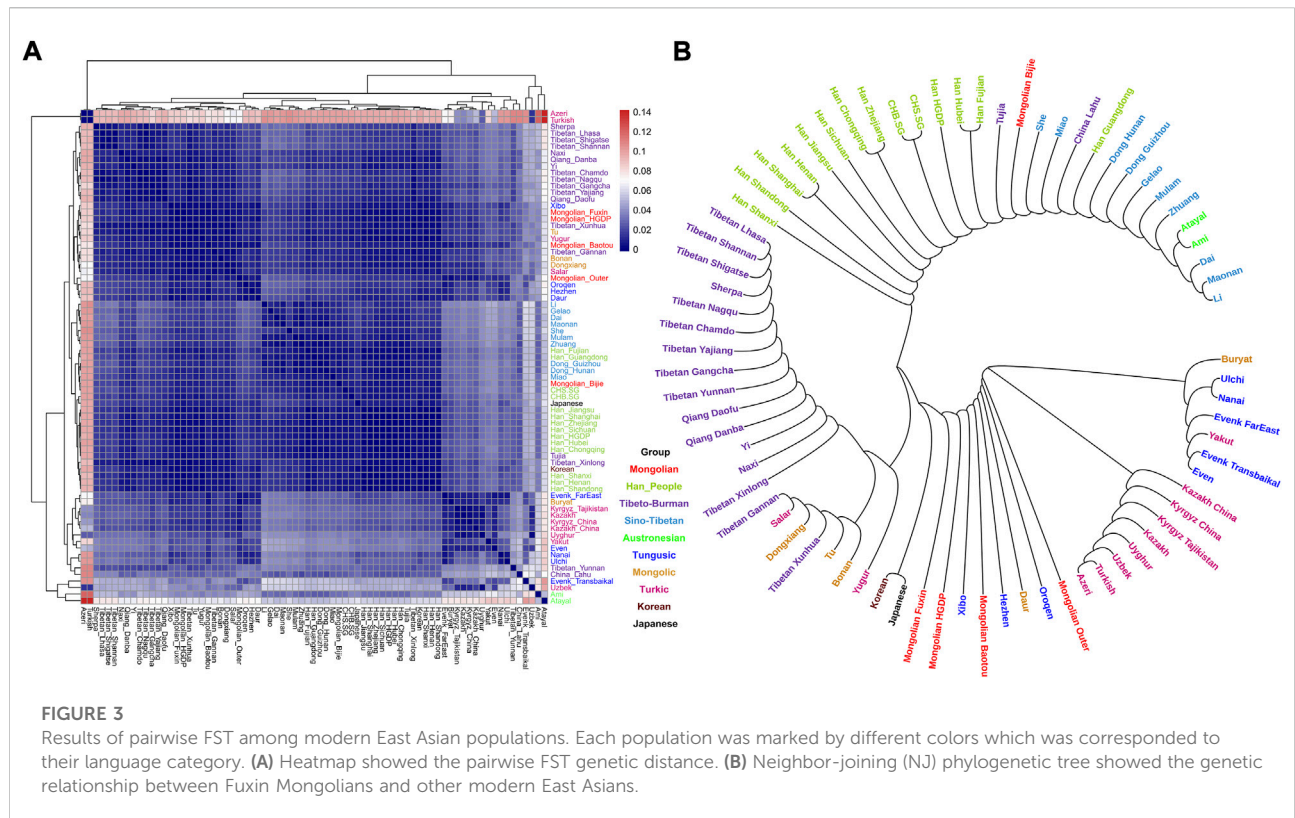 A
B
0.14
0.12
0.1
0.08
0.06
0.04
0.02
0
Azeri
Turkish
Sherpa
Tibetan_Lhasa
Tibetan_Shigatse
Tibetan_Shannan
Naxi
Qiang_Danba
Yi
Tibetan_Chamdo
Tibetan_Nagqu
Tibetan_Gangcha
Tibetan_Yajiang
Qiang_Daofu
Xibo
Mongolian_Fuxin
Mongolian_HGDP
Tibetan_Xunhua
Tu
Yugur
Mongolian_Baotou
Tibetan_Gannan
Bonan
Dongxiang
Salar
Mongolian_Outer
Oroqen
Hezhen
Daur
Li
Gelao
Dai
Maonan
She
Mulam
Zhuang
Han_Fujian
Han_Guangdong
Dong_Guizhou
Dong_Hunan
Miao
Mongolian_Bijie
CHS.SG
CHB.SG
Japanese
Han_Jiangsu
Han_Shanghai
Han_Zhejiang
Han_Sichuan
Han_HGDP
Han_Hubei
Han_Chongqing
Tujia
Tibetan_Xinlong
Korean
Han_Shanxi
Han_Henan
Han_Shandong
Evenk_FarEast
Buryat
Kyrgyz_Tajikistan
Kazakh
Kyrgyz_China
Kazakh_China
Uyghur
Yakut
Even
Nanai
Ulchi
Tibetan_Yunnan
China_Lahu
Evenk_Transbaikal
Uzbek
Ami
Atayal
Group
Mongolian
Han_People
Tibeto-Burman
Sino-Tibetan
Austronesian
Tungusic
Mongolic
Turkic
Korean
Japanese
Han Shanxi
Han Shandong
Han Shanghai
Han Henan
Han Jiangsu
Han Sichuan
Han Chongqing
Han Zhejiang
CHB.SG
CHS.SG
Han HGDP
Han Hubei
Han Fujian
Tujia
Mongolian Bijie
She
Miao
China Lahu
Han Guangdong
Dong Hunan
Dong Guizhou
Gelao
Mulam
Zhuang
Atayal
Ami
Dai
Maonan
Li
Buryat
Ulchi
Nanai
Evenk FarEast
Yakut
Evenk Transbaikal
Even
Kazakh China
Kyrgyz China
Kyrgyz Tajikistan
Kazakh
Uyghur
Uzbek
Turkish
Azeri
Mongolian Outer
Oroqen
Daur
Hezhen
Mongolian Baotou
Xibo
Mongolian HGDP
Mongolian Fuxin
Japanese
Korean
Yugur
Bonan
Tu
Tibetan Xunhua
Dongxiang
Salar
Tibetan Gannan
Tibetan Xinlong
Naxi
Yi
Qiang Danba
Qiang Daofu
Tibetan Yunnan
Tibetan Gangcha
Tibetan Yajiang
Tibetan Chamdo
Tibetan Nagqu
Sherpa
Tibetan Shigatse
Tibetan Shannan
Tibetan Lhasa
FIGURE 3
Results of pairwise FST among modern East Asian populations. Each population was marked by different colors which was corresponded to
their language category. (A) Heatmap showed the pairwise FST genetic distance. (B) Neighbor-joining (NJ) phylogenetic tree showed the genetic
relationship between Fuxin Mongolians and other modern East Asians.